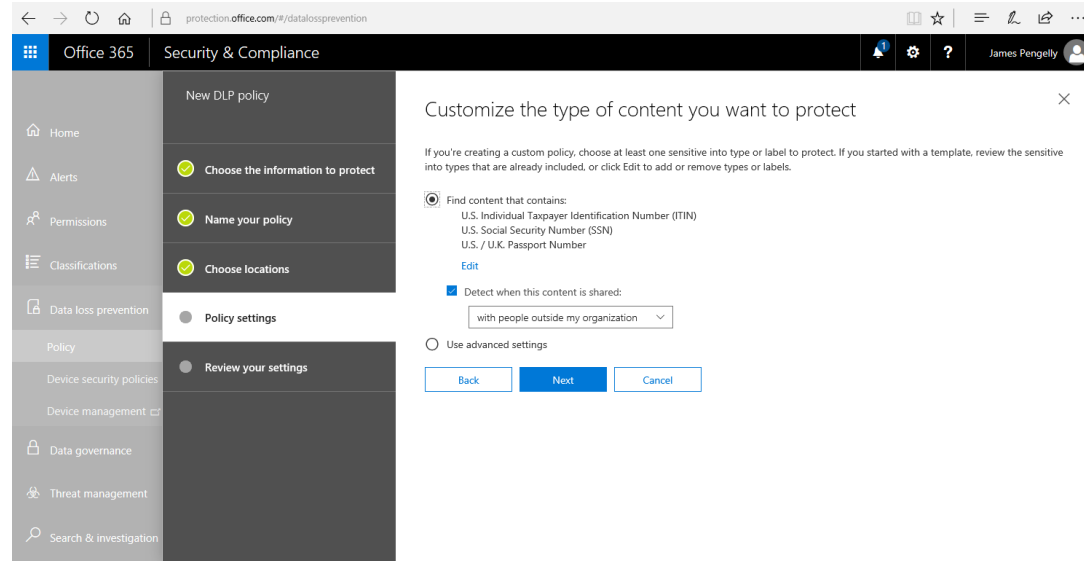 protection.office.com/#/datalossprevention
Office 365
Security & Compliance
1
?
James Pengelly
Home
Alerts
Permissions
Classifications
Data loss prevention
Policy
Device security policies
Device management
Data governance
Threat management
Search & investigation
New DLP policy
Choose the information to protect
Name your policy
Choose locations
Policy settings
Review your settings
Customize the type of content you want to protect
If you're creating a custom policy, choose at least one sensitive into type or label to protect. If you started with a template, review the sensitive
into types that are already included, or click Edit to add or remove types or labels.
Find content that contains:
U.S. Individual Taxpayer Identification Number (ITIN)
U.S. Social Security Number (SSN)
U.S. / U.K. Passport Number
Edit
Detect when this content is shared:
with people outside my organization
Use advanced settings
Back
Next
Cancel